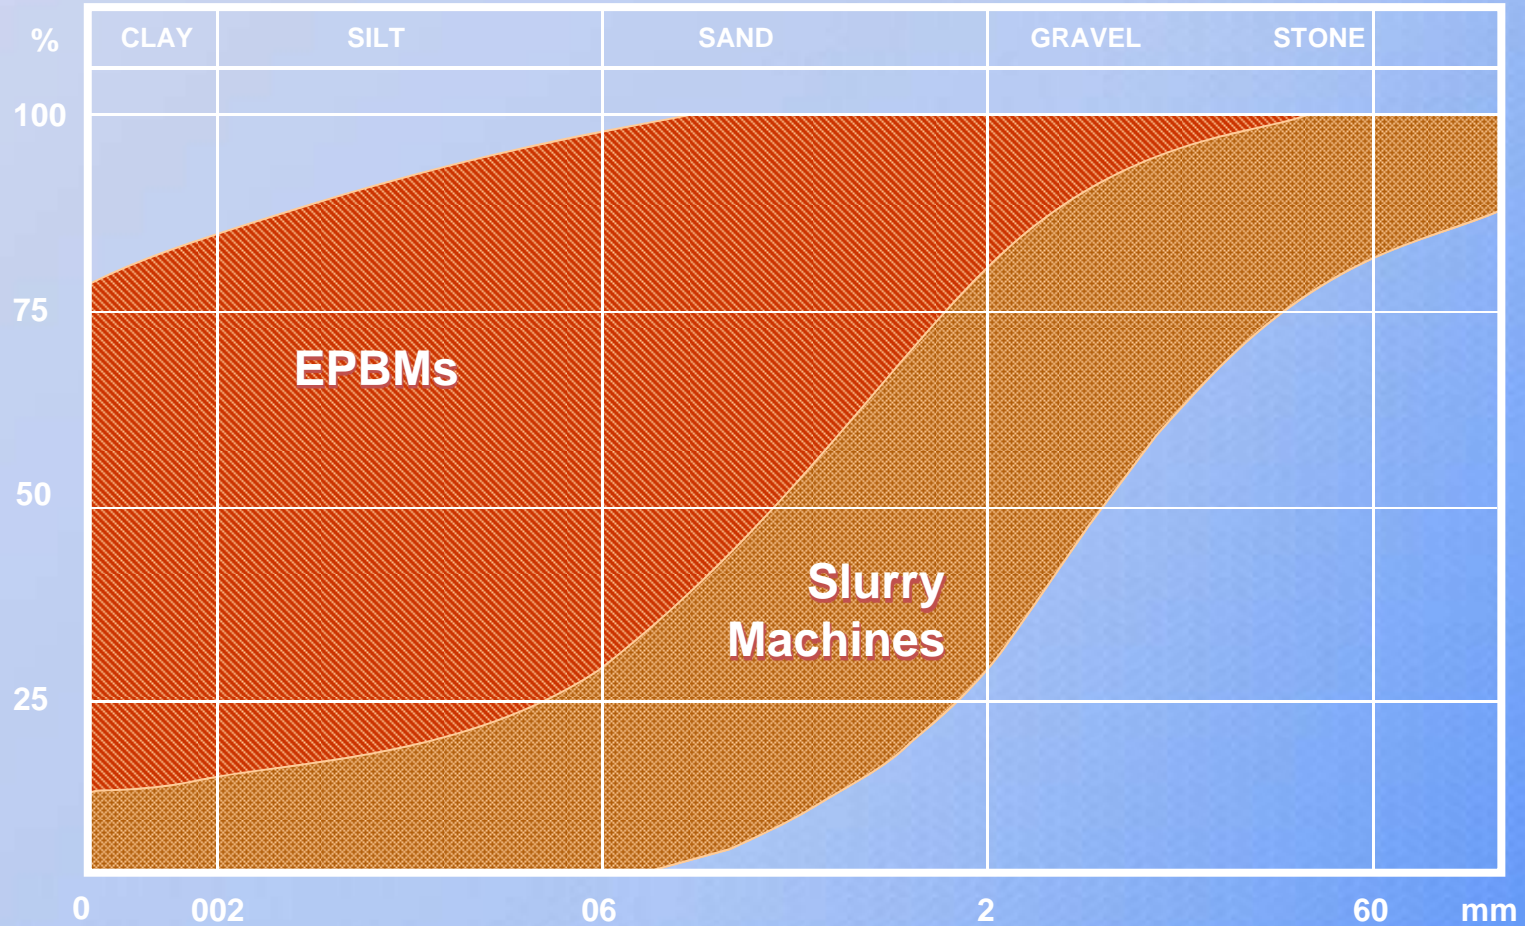 % CLAY SILT SAND GRAVEL STONE
100
75
EPBMs
50
Slurry
Machines
25
0 002 06 2 60 mm